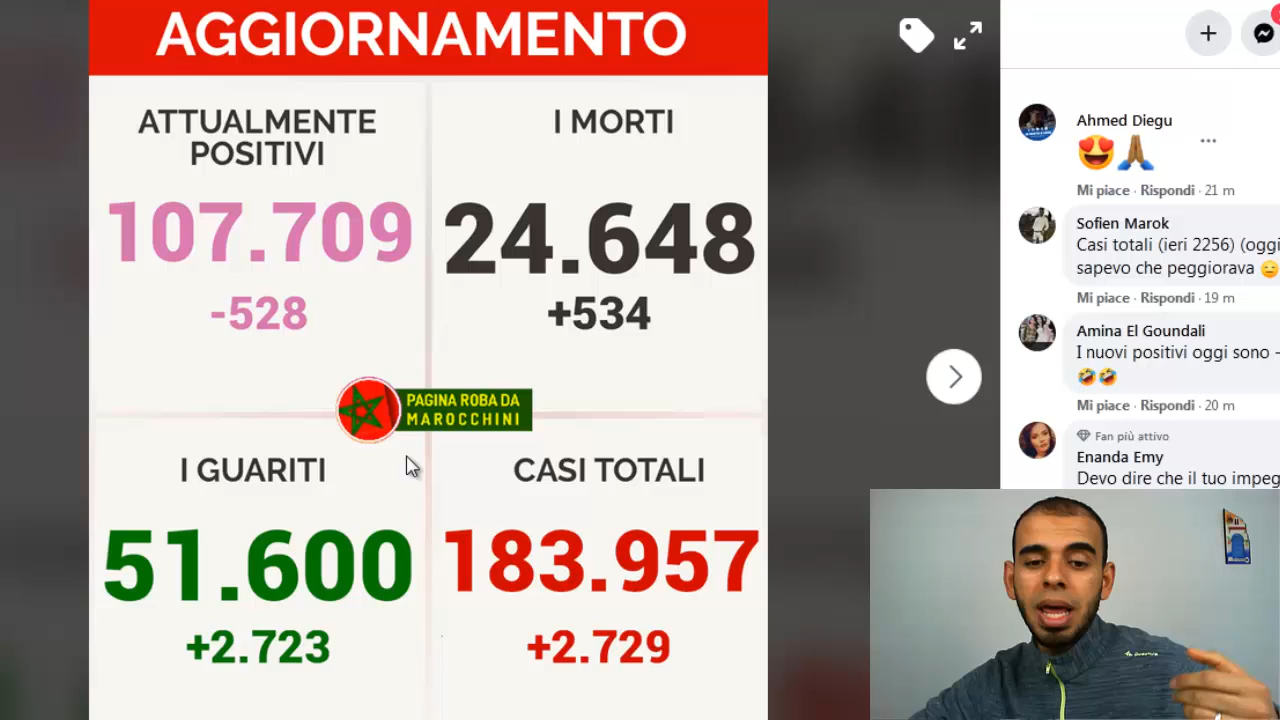 AGGIORNAMENTO
ATTUALMENTE
POSITIVI
107.709
-528
I MORTI
24.648
+534
PAGINA ROBA DA
MAROCCHINI
I GUARITI
51.600
+2.723
CASI TOTALI
183.957
+2.729
Ahmed Diegu
Mi piace · Rispondi · 21 m
Sofien Marok
Casi totali (ieri 2256) (oggi
sapevo che peggiorava
Mi piace · Rispondi · 19 m
Amina El Goundali
I nuovi positivi oggi sono -
Mi piace · Rispondi · 20 m
Fan più attivo
Enanda Emy
Devo dire che il tuo impeg